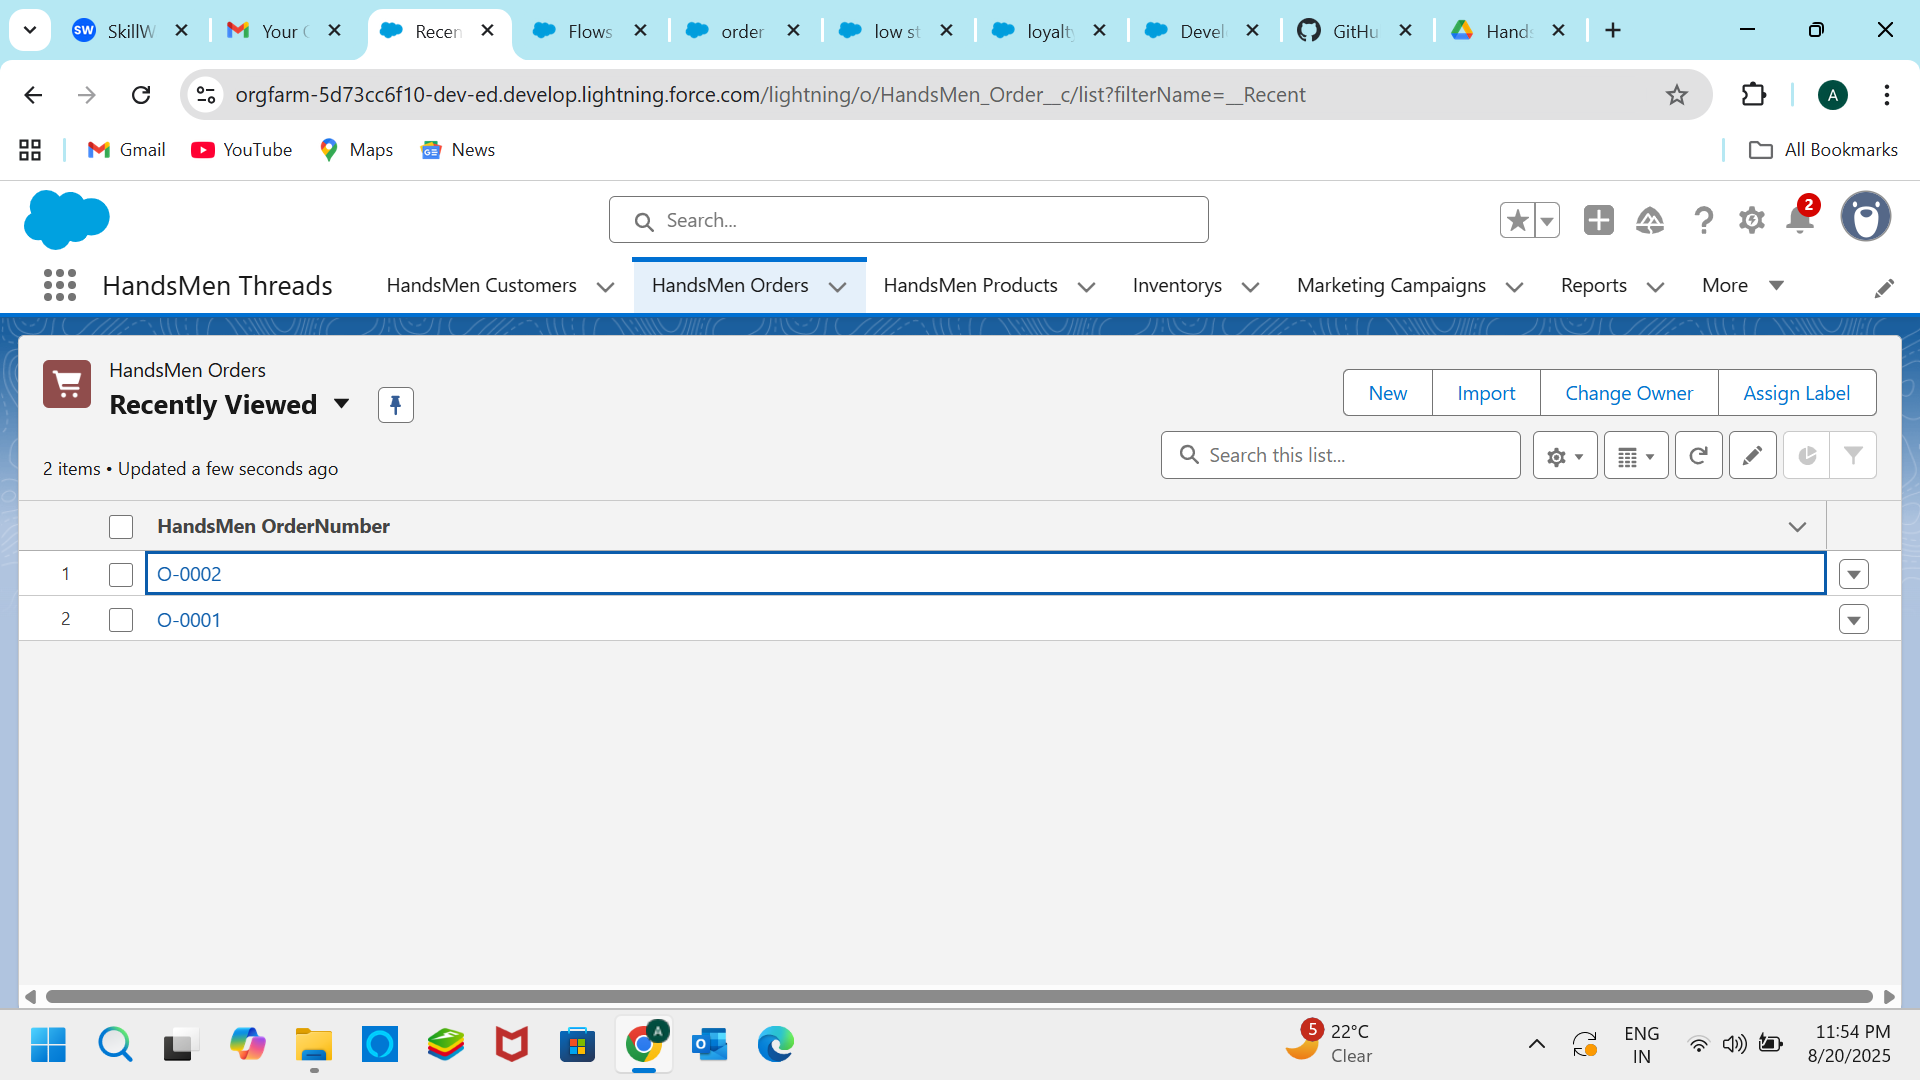 SkillW
Your
Recen
Flows
order
low st
loyalty
Devel
GitHu
Hands
orgfarm-5d73cc6f10-dev-ed.develop.lightning.force.com/lightning/o/HandsMen_Order__c/list?filterName=__Recent
A
Gmail
YouTube
Maps
News
All Bookmarks
Search...
2
HandsMen Threads
HandsMen Customers
HandsMen Orders
HandsMen Products
Inventorys
Marketing Campaigns
Reports
More
HandsMen Orders
Recently Viewed
New
Import
Change Owner
Assign Label
2 items • Updated a few seconds ago
Search this list...
HandsMen OrderNumber
1
O-0002
2
O-0001
5
22°C
Clear
ENG
IN
11:54 PM
8/20/2025